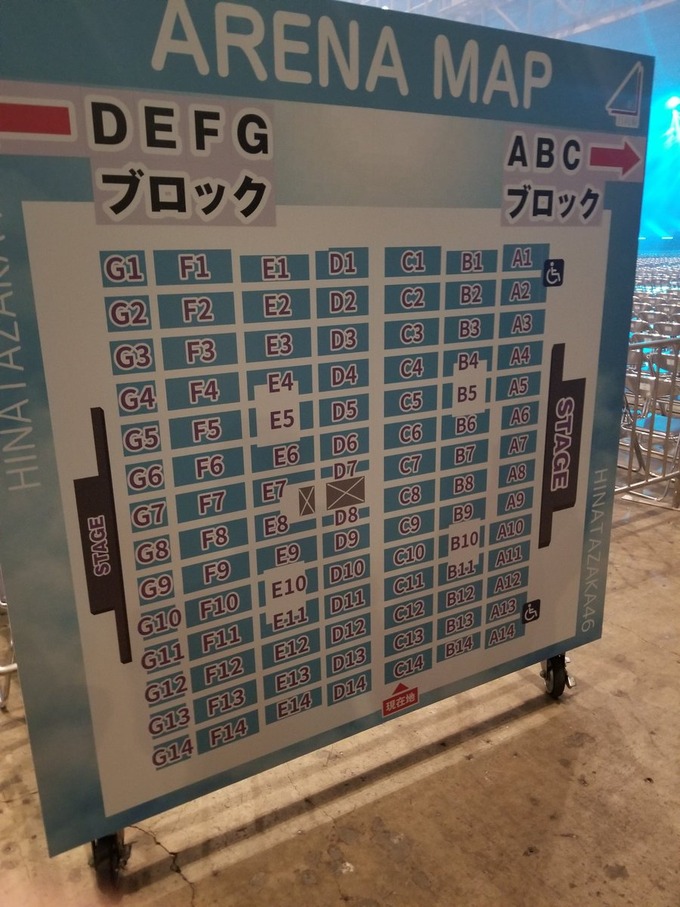 ARENA MAP
DEFG
ブロック
ABC
ブロック
G1 F1 E1 D1 C1 B1 A1
G2 F2 E2 D2 C2 B2 A2
G3 F3 E3 D3 C3 B3 A3
G4 F4 E4 D4 C4 B4 A4
G5 F5 E5 D5 C5 B5 A5
G6 F6 E6 D6 C6 B6 A6
G7 F7 E7 D7 C7 B7 A7
G8 F8 E8 D8 C8 B8 A8
G9 F9 E9 D9 C9 B9 A9
G10 F10 E10 D10 C10 B10 A10
G11 F11 E11 D11 C11 B11 A11
G12 F12 E12 D12 C12 B12 A12
G13 F13 E13 D13 C13 B13 A13
G14 F14 E14 D14 C14 B14 A14
STAGE
STAGE
現在地
HINATAZAKA
HINATAZAKA46